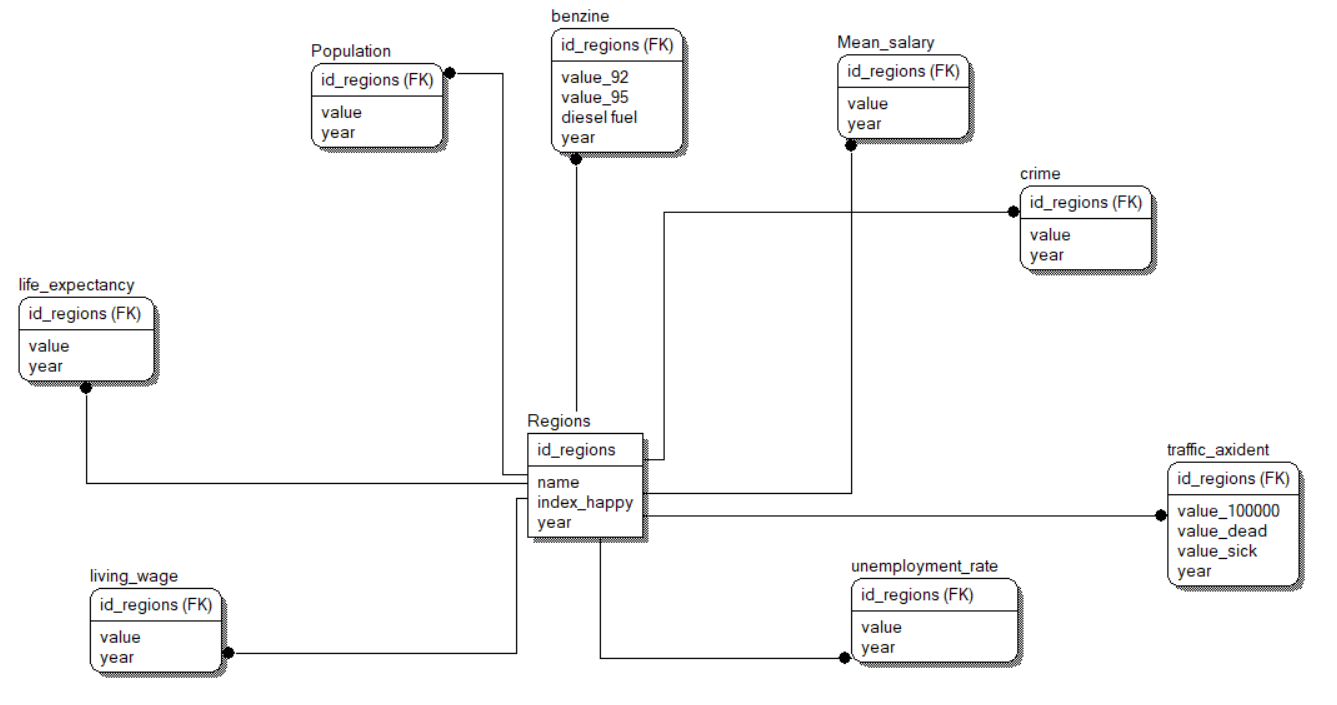 benzine
id_regions (FK)
value_92
value_95
diesel fuel
year
Population
id_regions (FK)
value
year
Mean_salary
id_regions (FK)
value
year
crime
id_regions (FK)
value
year
life_expectancy
id_regions (FK)
value
year
Regions
id_regions
name
index_happy
year
traffic_axident
id_regions (FK)
value_100000
value_dead
value_sick
year
living_wage
id_regions (FK)
value
year
unemployment_rate
id_regions (FK)
value
year